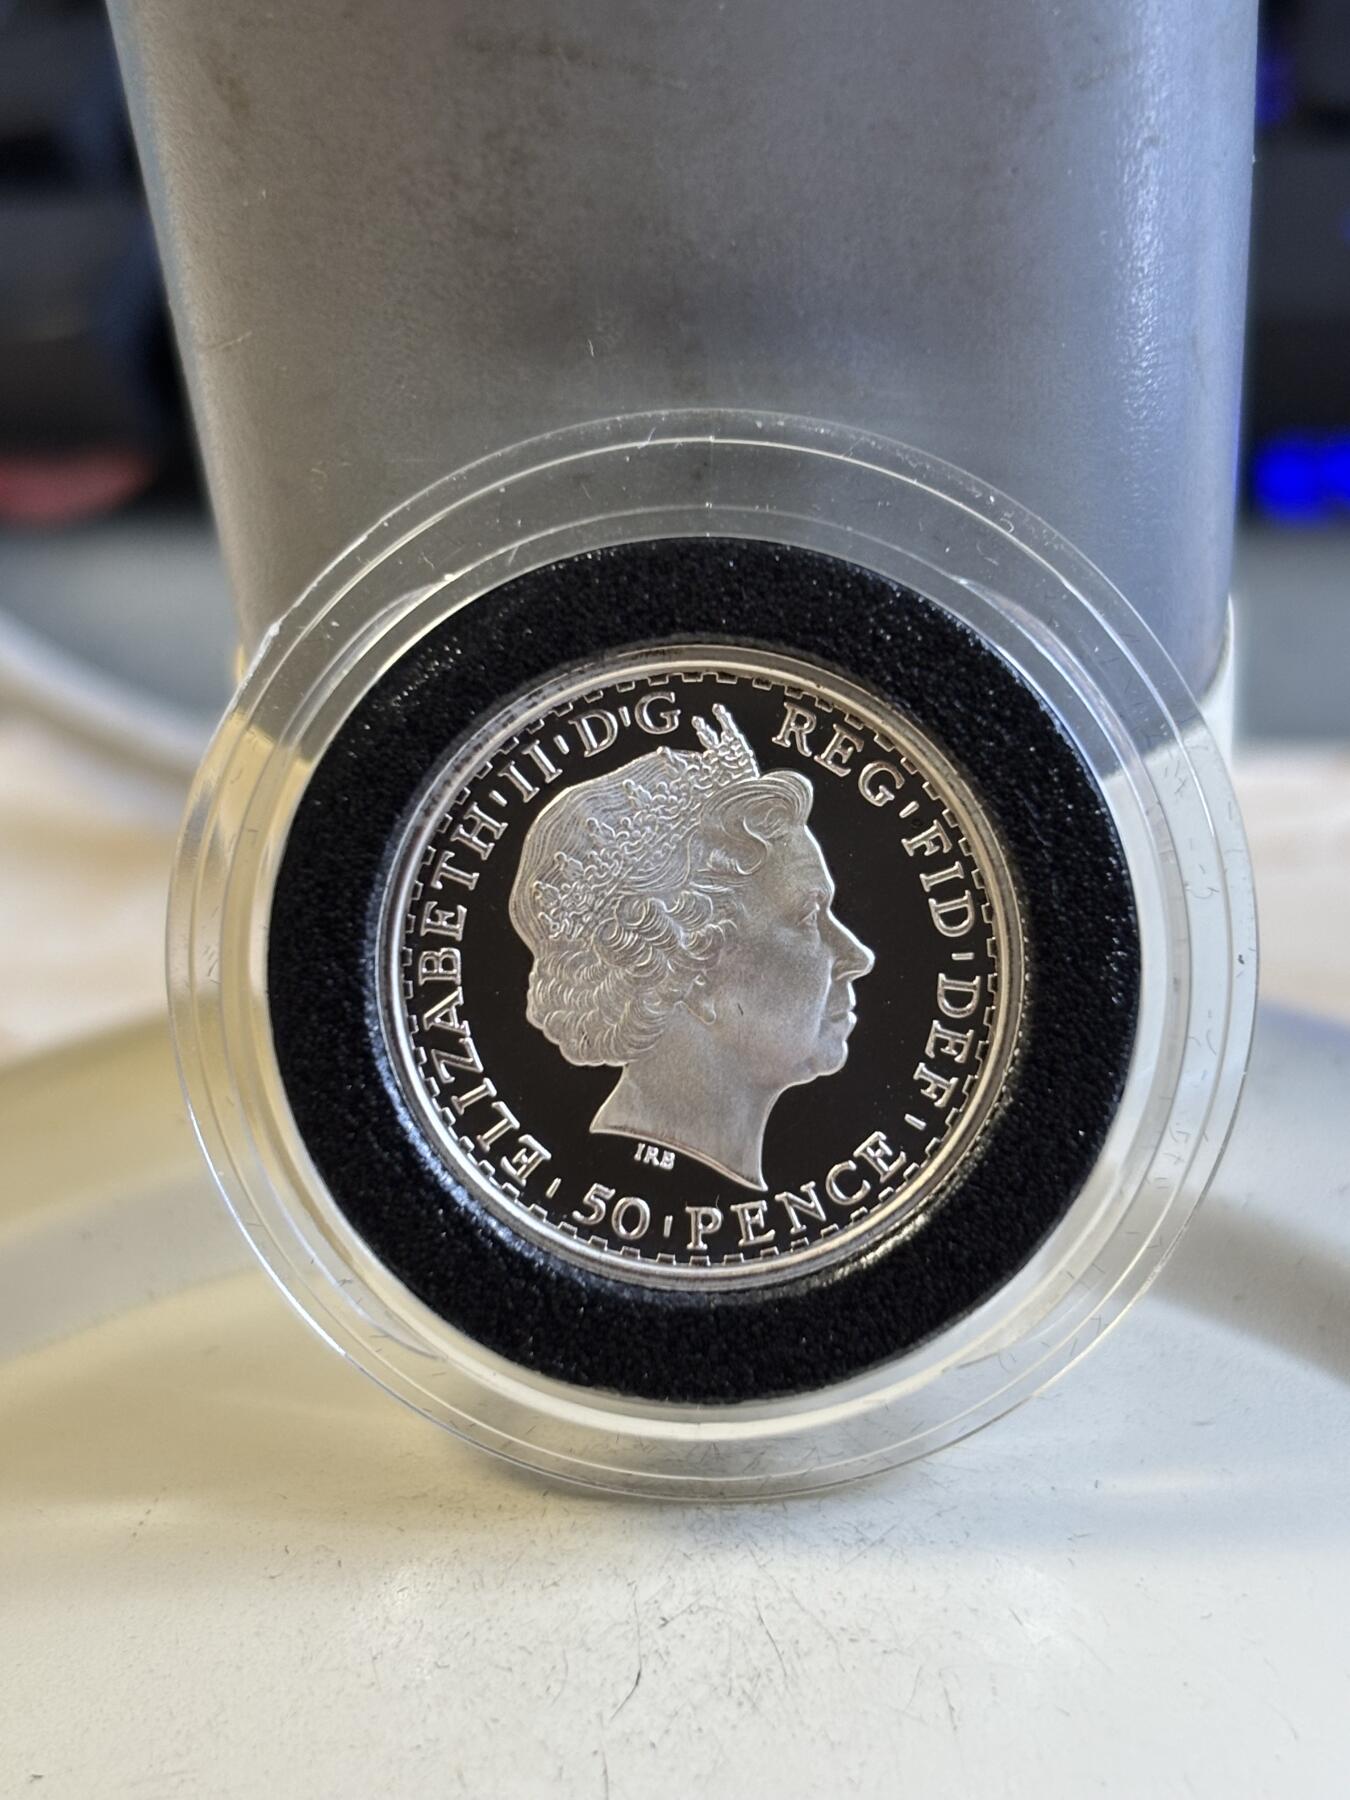 ELIZABETH·II·D·G REG·FID·DEF·
50·PENCE
IRB